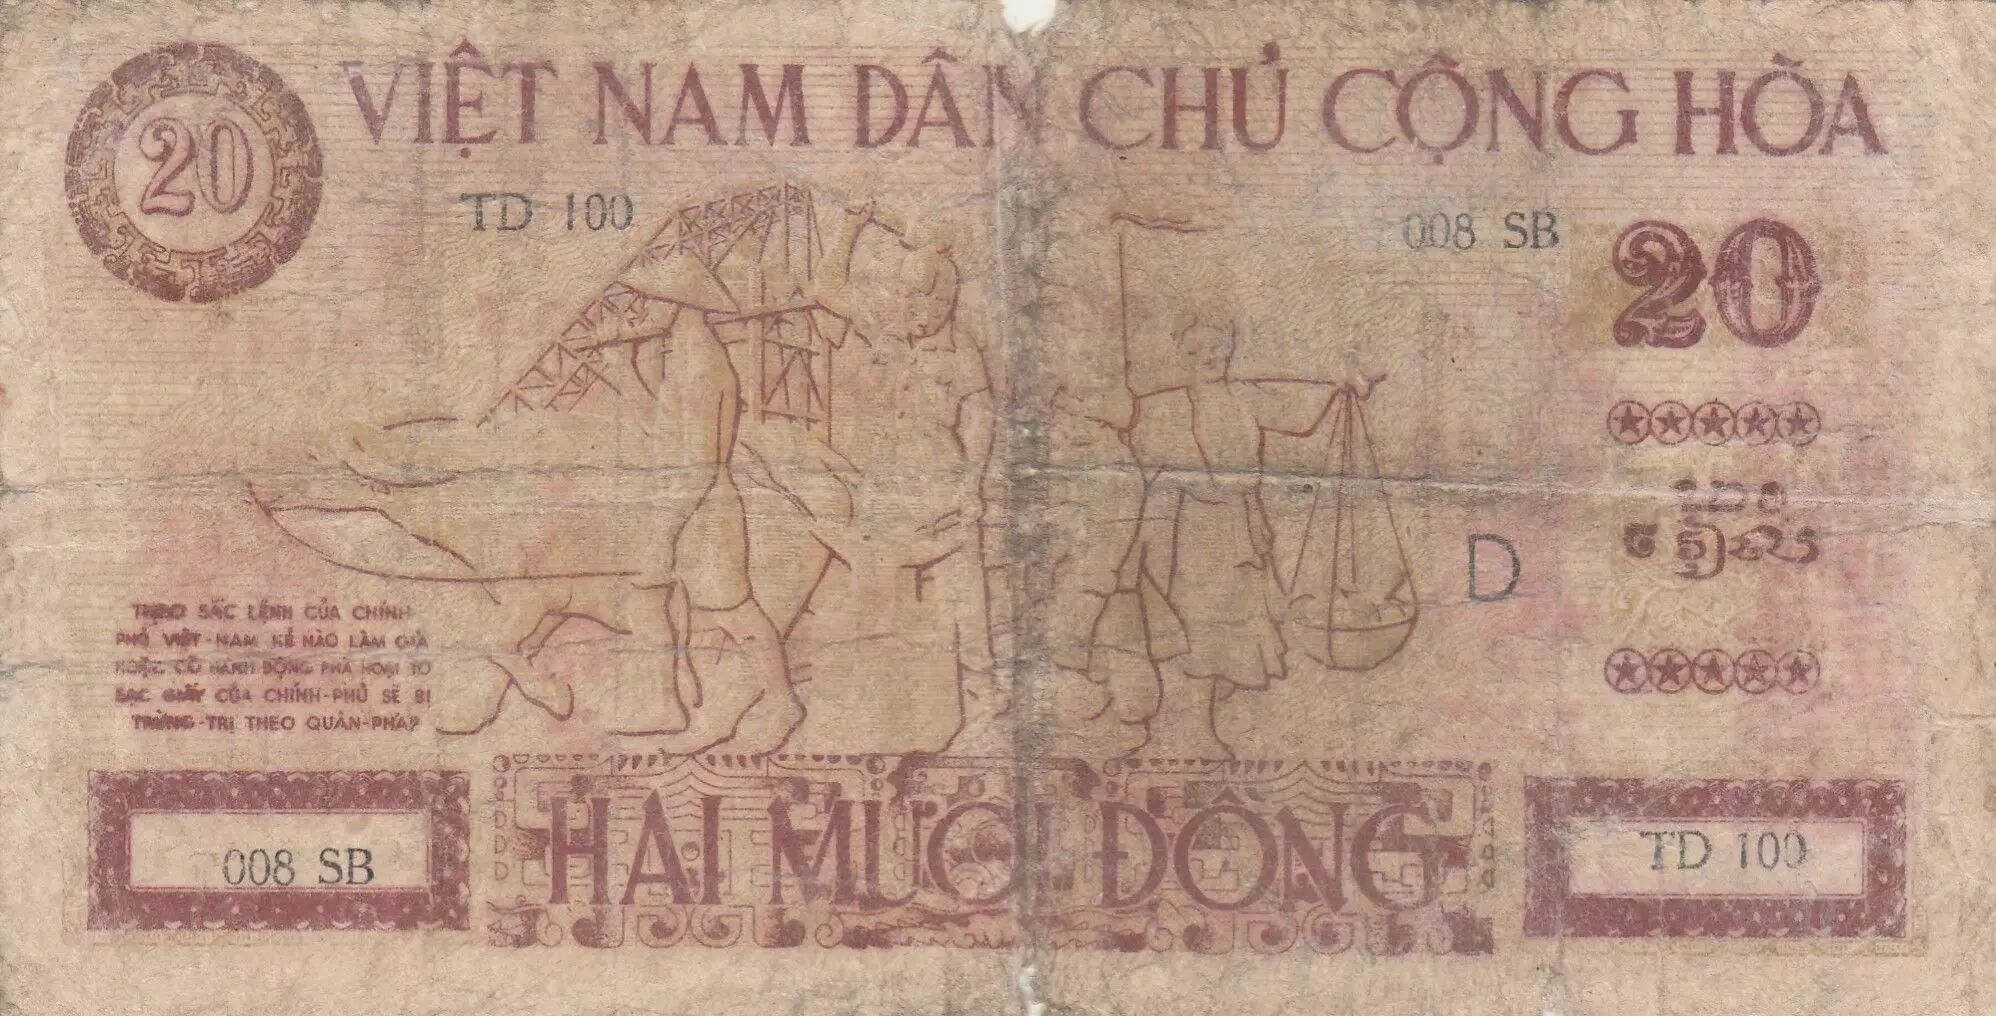 20
VIỆT NAM DÂN CHỦ CỘNG HÒA
TD 100
008 SB
20
D
THEO SẮC LỆNH CỦA CHÍNH
PHỦ VIỆT-NAM KẺ NÀO LÀM GIẢ
HOẶC CÓ HÀNH ĐỘNG PHÁ HOẠI TỜ
BẠC GIẤY CỦA CHÍNH-PHỦ SẼ BỊ
TRỪNG-TRỊ THEO QUÂN-PHÁP
008 SB
HAI MƯƠI ĐỒNG
TD 100